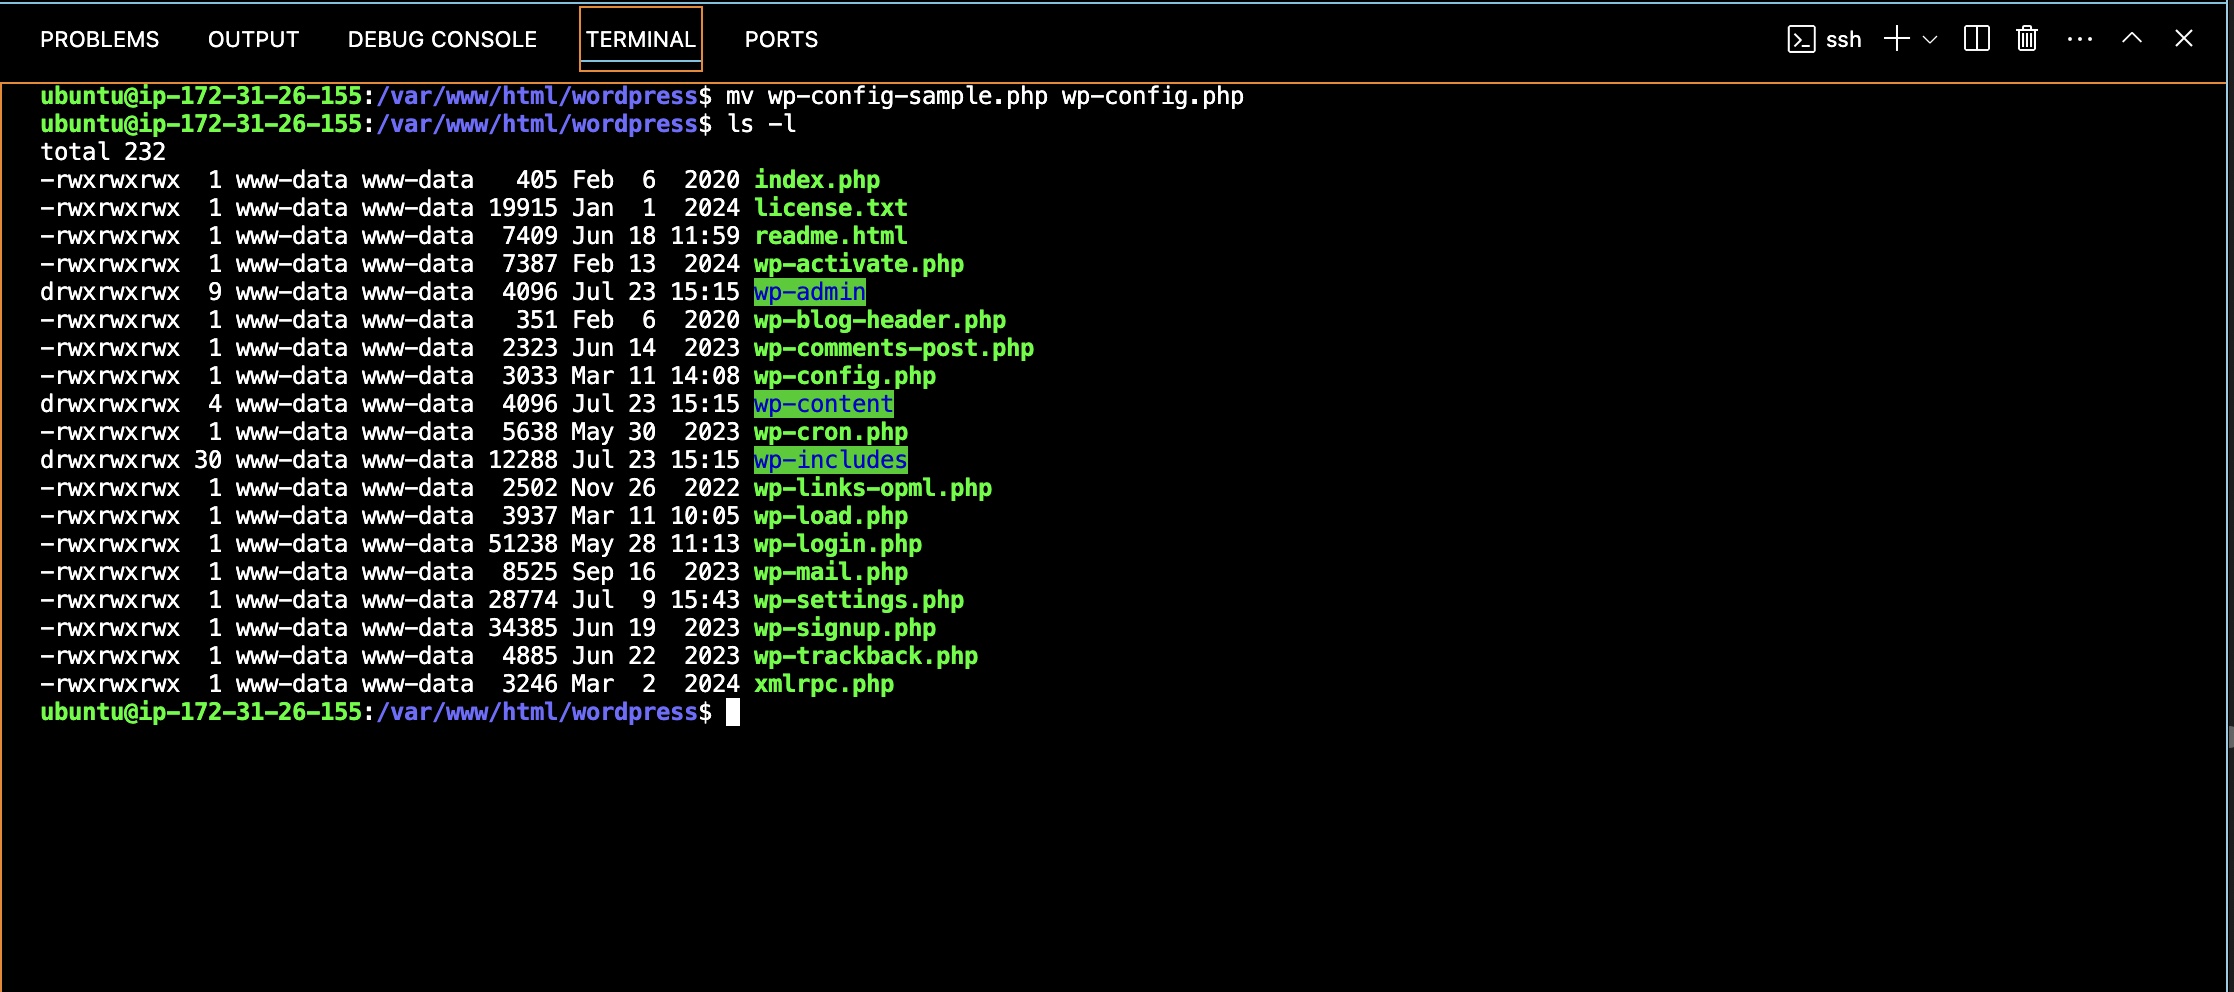 PROBLEMS OUTPUT DEBUG CONSOLE TERMINAL PORTS ssh
ubuntu@ip-172-31-26-155:/var/www/html/wordpress$ mv wp-config-sample.php wp-config.php
ubuntu@ip-172-31-26-155:/var/www/html/wordpress$ ls -l
total 232
-rwxrwxrwx  1 www-data www-data   405 Feb  6  2020 index.php
-rwxrwxrwx  1 www-data www-data 19915 Jan  1  2024 license.txt
-rwxrwxrwx  1 www-data www-data  7409 Jun 18 11:59 readme.html
-rwxrwxrwx  1 www-data www-data  7387 Feb 13  2024 wp-activate.php
drwxrwxrwx  9 www-data www-data  4096 Jul 23 15:15 wp-admin
-rwxrwxrwx  1 www-data www-data   351 Feb  6  2020 wp-blog-header.php
-rwxrwxrwx  1 www-data www-data  2323 Jun 14  2023 wp-comments-post.php
-rwxrwxrwx  1 www-data www-data  3033 Mar 11 14:08 wp-config.php
drwxrwxrwx  4 www-data www-data  4096 Jul 23 15:15 wp-content
-rwxrwxrwx  1 www-data www-data  5638 May 30  2023 wp-cron.php
drwxrwxrwx 30 www-data www-data 12288 Jul 23 15:15 wp-includes
-rwxrwxrwx  1 www-data www-data  2502 Nov 26  2022 wp-links-opml.php
-rwxrwxrwx  1 www-data www-data  3937 Mar 11 10:05 wp-load.php
-rwxrwxrwx  1 www-data www-data 51238 May 28 11:13 wp-login.php
-rwxrwxrwx  1 www-data www-data  8525 Sep 16  2023 wp-mail.php
-rwxrwxrwx  1 www-data www-data 28774 Jul  9 15:43 wp-settings.php
-rwxrwxrwx  1 www-data www-data 34385 Jun 19  2023 wp-signup.php
-rwxrwxrwx  1 www-data www-data  4885 Jun 22  2023 wp-trackback.php
-rwxrwxrwx  1 www-data www-data  3246 Mar  2  2024 xmlrpc.php
ubuntu@ip-172-31-26-155:/var/www/html/wordpress$